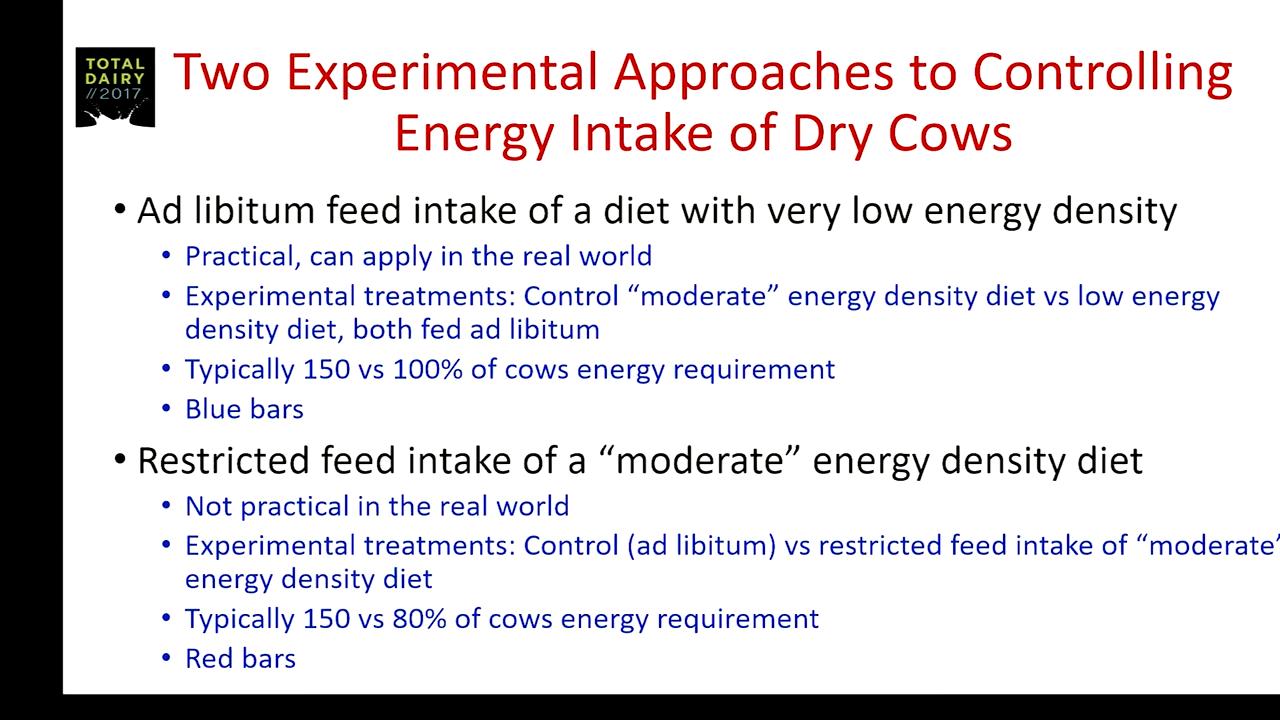 TOTAL
DAIRY
//2017
Two Experimental Approaches to Controlling
Energy Intake of Dry Cows
• Ad libitum feed intake of a diet with very low energy density
• Practical, can apply in the real world
• Experimental treatments: Control “moderate” energy density diet vs low energy
density diet, both fed ad libitum
• Typically 150 vs 100% of cows energy requirement
• Blue bars
• Restricted feed intake of a “moderate” energy density diet
• Not practical in the real world
• Experimental treatments: Control (ad libitum) vs restricted feed intake of “moderate”
energy density diet
• Typically 150 vs 80% of cows energy requirement
• Red bars